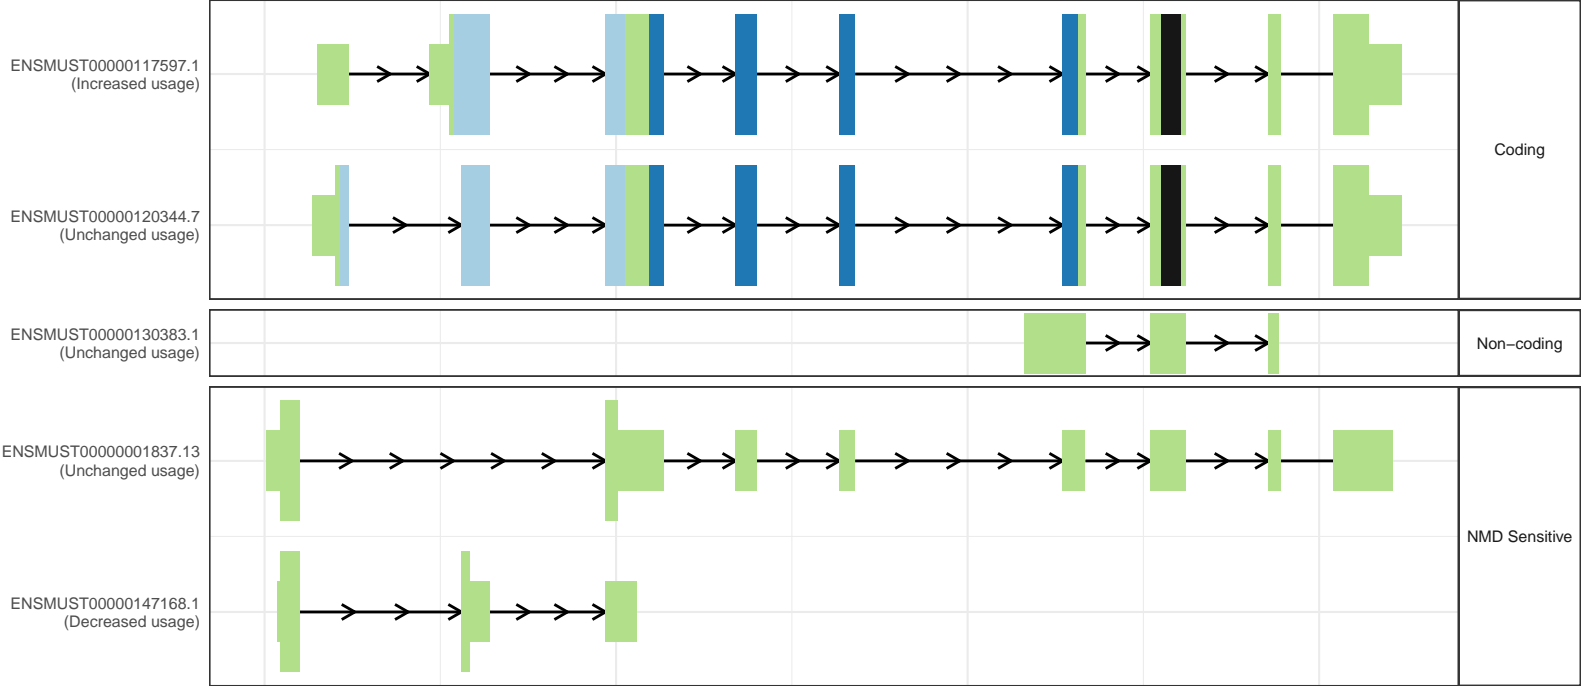 ENSMUST00000117597.1
(Increased usage)
Coding
ENSMUST00000120344.7
(Unchanged usage)
ENSMUST00000130383.1
(Unchanged usage)
Non−coding
ENSMUST00000001837.13
(Unchanged usage)
NMD Sensitive
ENSMUST00000147168.1
(Decreased usage)